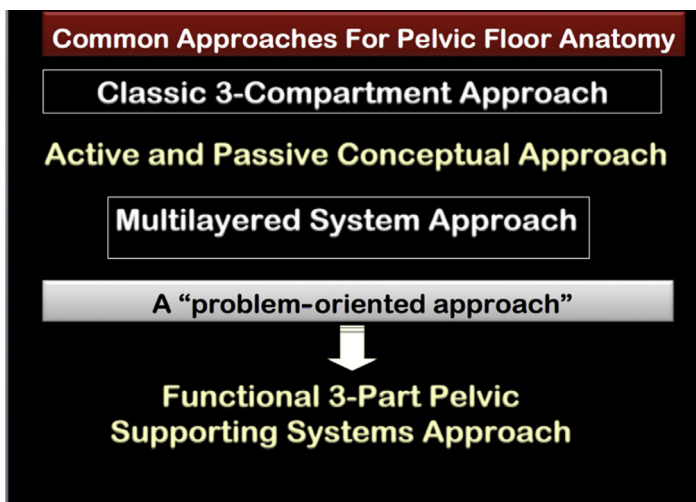 Common Approaches For Pelvic Floor Anatomy
Classic 3-Compartment Approach
Active and Passive Conceptual Approach
Multilayered System Approach
A “problem-oriented approach”
Functional 3-Part Pelvic
Supporting Systems Approach